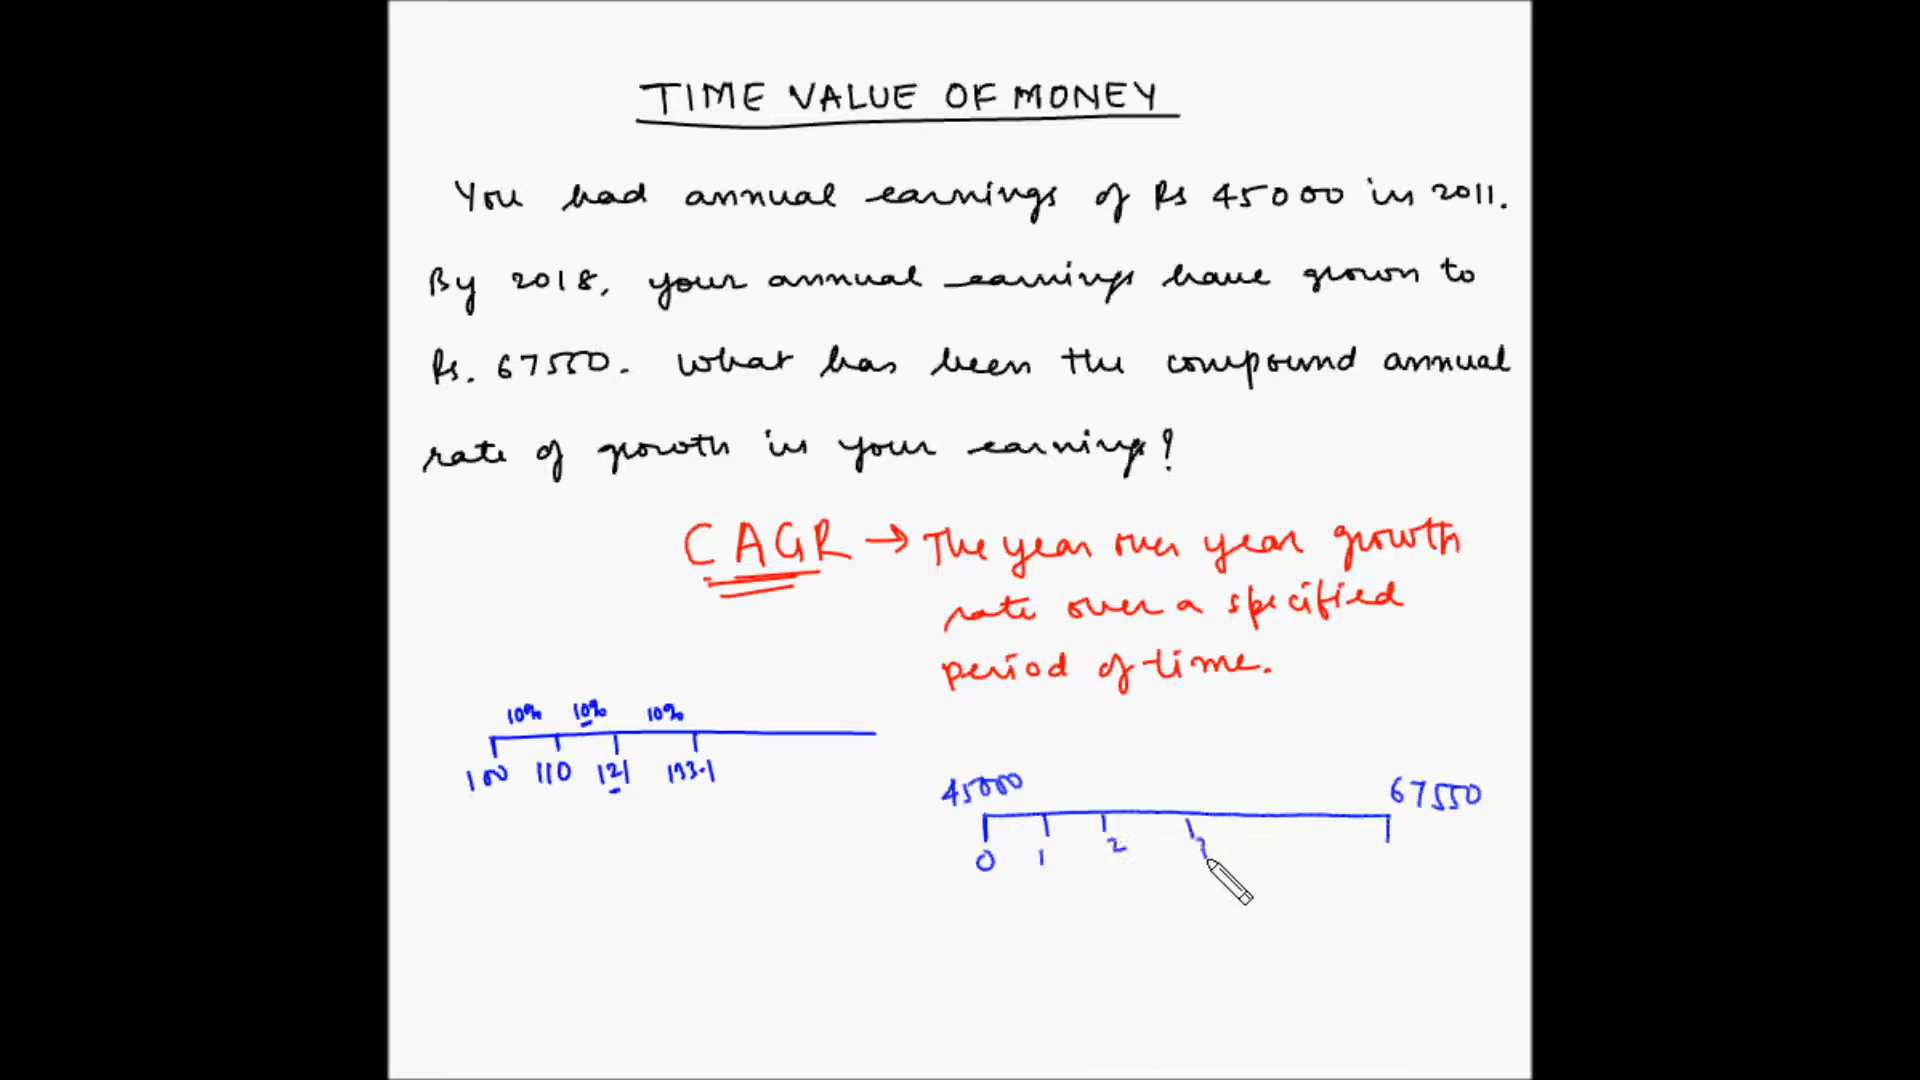 TIME VALUE OF MONEY
You had annual earnings of Rs 45000 in 2011.
By 2018, your annual earnings have grown to
Rs. 67550. What has been the compound annual
rate of growth in your earnings?
CAGR → The year over year growth
rate over a specified
period of time.
10% 10% 10%
100 110 121 133.1
45000 67550
0 1 2